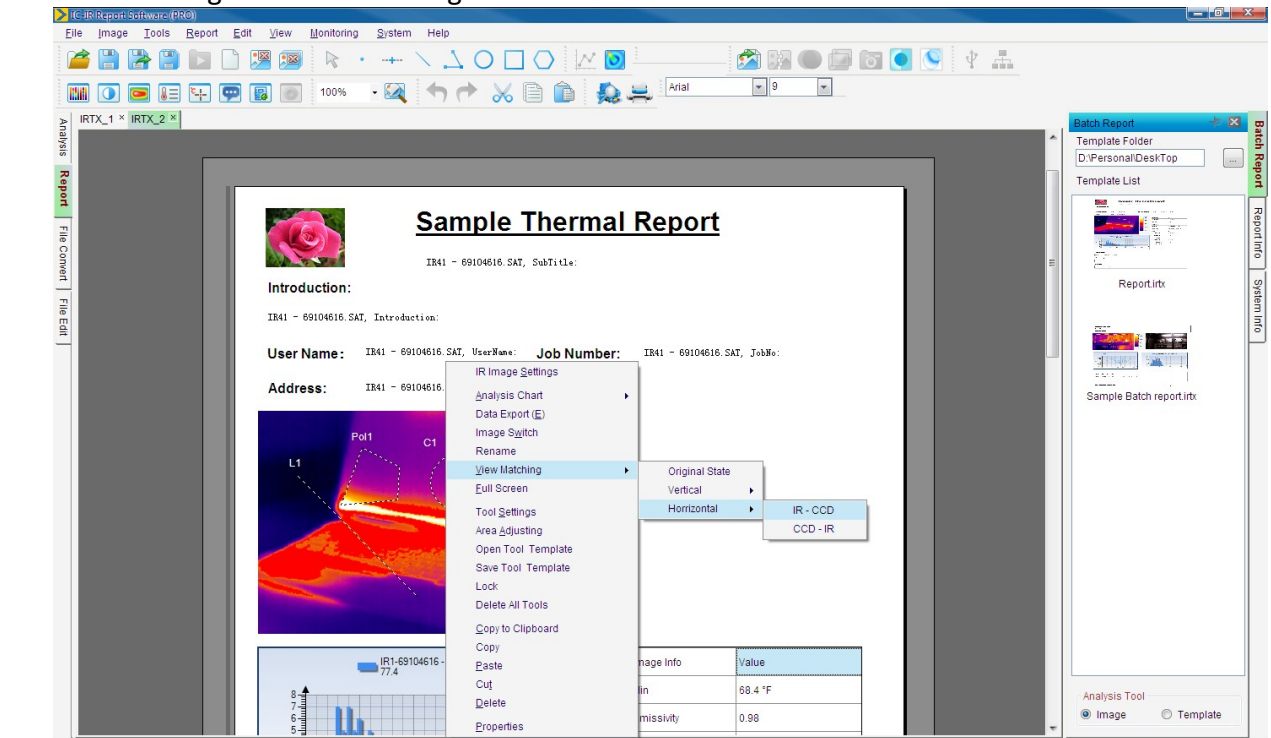 IC-IR Report Software (PRO)
File Image Tools Report Edit View Monitoring System Help
100%
Arial 9
IRTX_1 × IRTX_2 ×
Analysis
Report
File Convert
File Edit
Sample Thermal Report
IR41 - 69104616.SAT, SubTitle:
Introduction:
IR41 - 69104616.SAT, Introduction:
User Name: IR41 - 69104616.SAT, UserName: Job Number: IR41 - 69104616.SAT, JobNo:
Address: IR41 - 69104616.
Pol1
C1
L1
IR Image Settings
Analysis Chart
Data Export (E)
Image Switch
Rename
View Matching
Full Screen
Tool Settings
Area Adjusting
Open Tool Template
Save Tool Template
Lock
Delete All Tools
Copy to Clipboard
Copy
Paste
Cut
Delete
Properties
Original State
Vertical
Horrizontal
IR - CCD
CCD - IR
IR1-69104616 -
77.4
8
7
6
5
nage Info Value
lin 68.4 °F
missivity 0.98
Batch Report
Template Folder
D:\Personal\DeskTop ...
Template List
Report.irtx
Sample Batch report.irtx
Analysis Tool
Image Template
Batch Report
Report Info
System Info